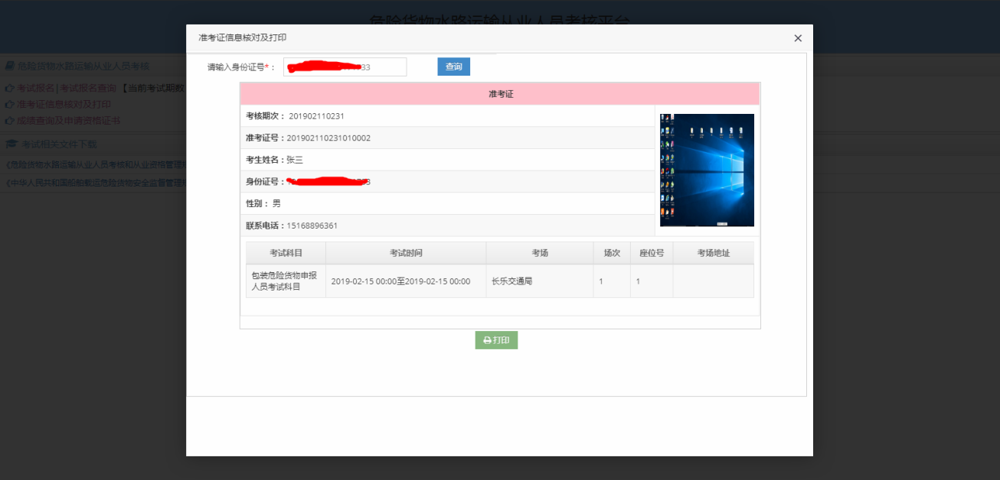 危险货物水路运输从业人员考核平台
准考证信息核对及打印
请输入身份证号*：
33
查询
危险货物水路运输从业人员考核
考试报名|考试报名查询 【当前考试期数
准考证信息核对及打印
成绩查询及申请资格证书
考试相关文件下载
《危险货物水路运输从业人员考核和从业资格管理规
《中华人民共和国船舶载运危险货物安全监督管理规
准考证
考核期次： 201902110231
准考证号：201902110231010002
考生姓名：张三
身份证号：
性别： 男
联系电话：15168896361
考试科目 考试时间 考场 场次 座位号 考场地址
包装危险货物申报
人员考试科目
2019-02-15 00:00至2019-02-15 00:00 长乐交通局 1 1
打印